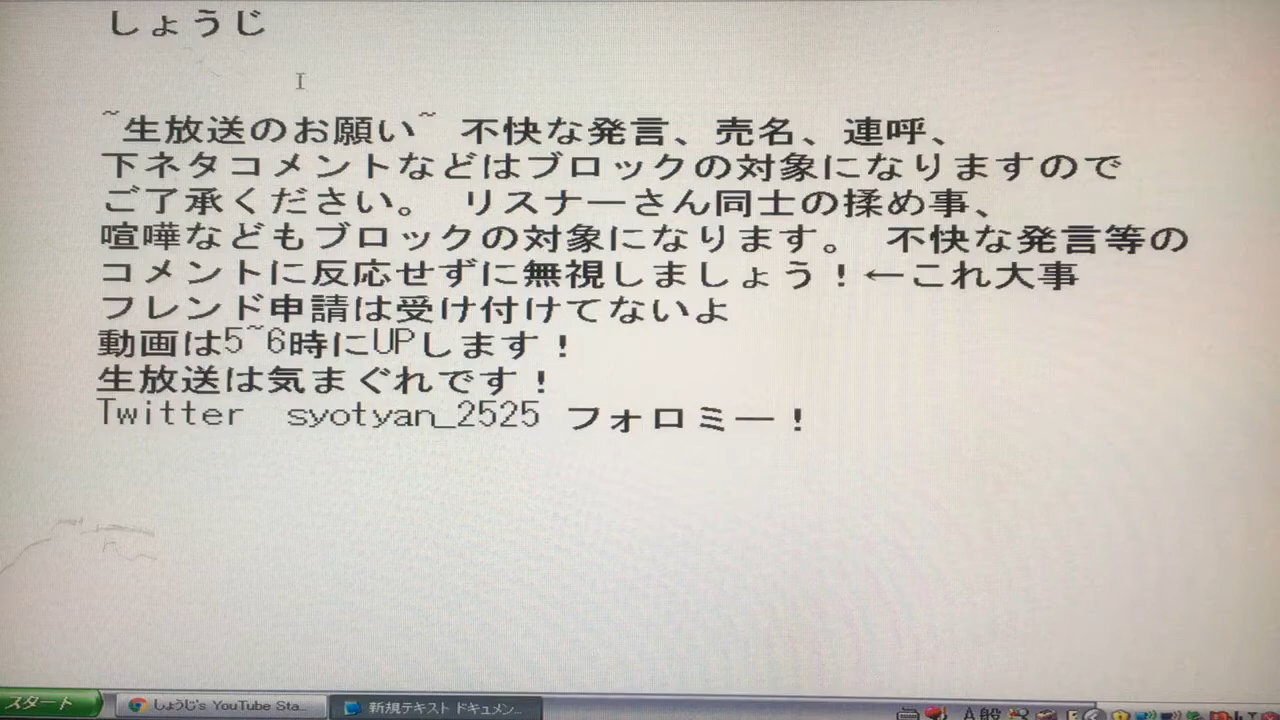 しょうじ
~生放送のお願い~ 不快な発言、売名、連呼、
下ネタコメントなどはブロックの対象になりますので
ご了承ください。 リスナーさん同士の揉め事、
喧嘩などもブロックの対象になります。 不快な発言等の
コメントに反応せずに無視しましょう！←これ大事
フレンド申請は受け付けてないよ
動画は5~6時にUPします！
生放送は気まぐれです！
Twitter syotyan_2525 フォロミー！
スタート しょうじ's YouTube Sta... 新規テキスト ドキュメン... A般